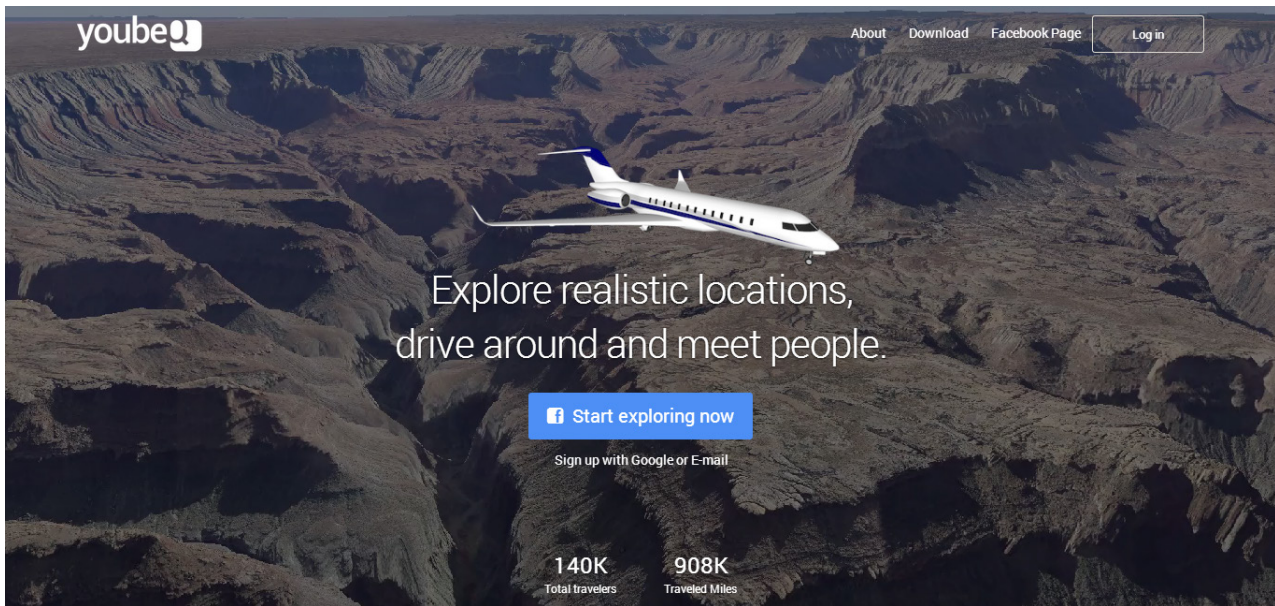 youbeQ
About
Download
Facebook Page
Log in
Explore realistic locations,
drive around and meet people.
Start exploring now
Sign up with Google or E-mail
140K
Total travelers
908K
Traveled Miles